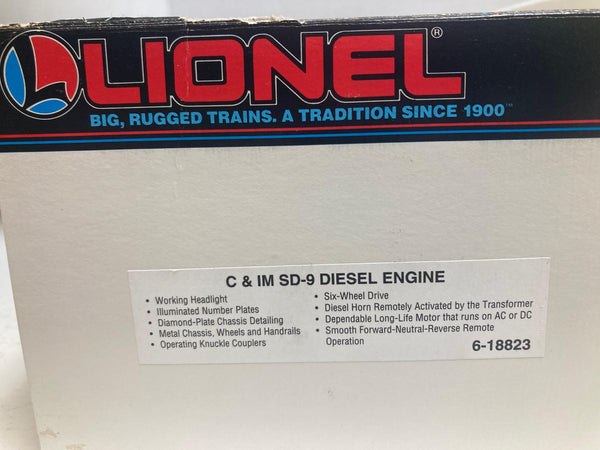 LIONEL®
BIG, RUGGED TRAINS. A TRADITION SINCE 1900™
C & IM SD-9 DIESEL ENGINE
• Working Headlight
• Illuminated Number Plates
• Diamond-Plate Chassis Detailing
• Metal Chassis, Wheels and Handrails
• Operating Knuckle Couplers
• Six-Wheel Drive
• Diesel Horn Remotely Activated by the Transformer
• Dependable Long-Life Motor that runs on AC or DC
• Smooth Forward-Neutral-Reverse Remote
Operation
6-18823